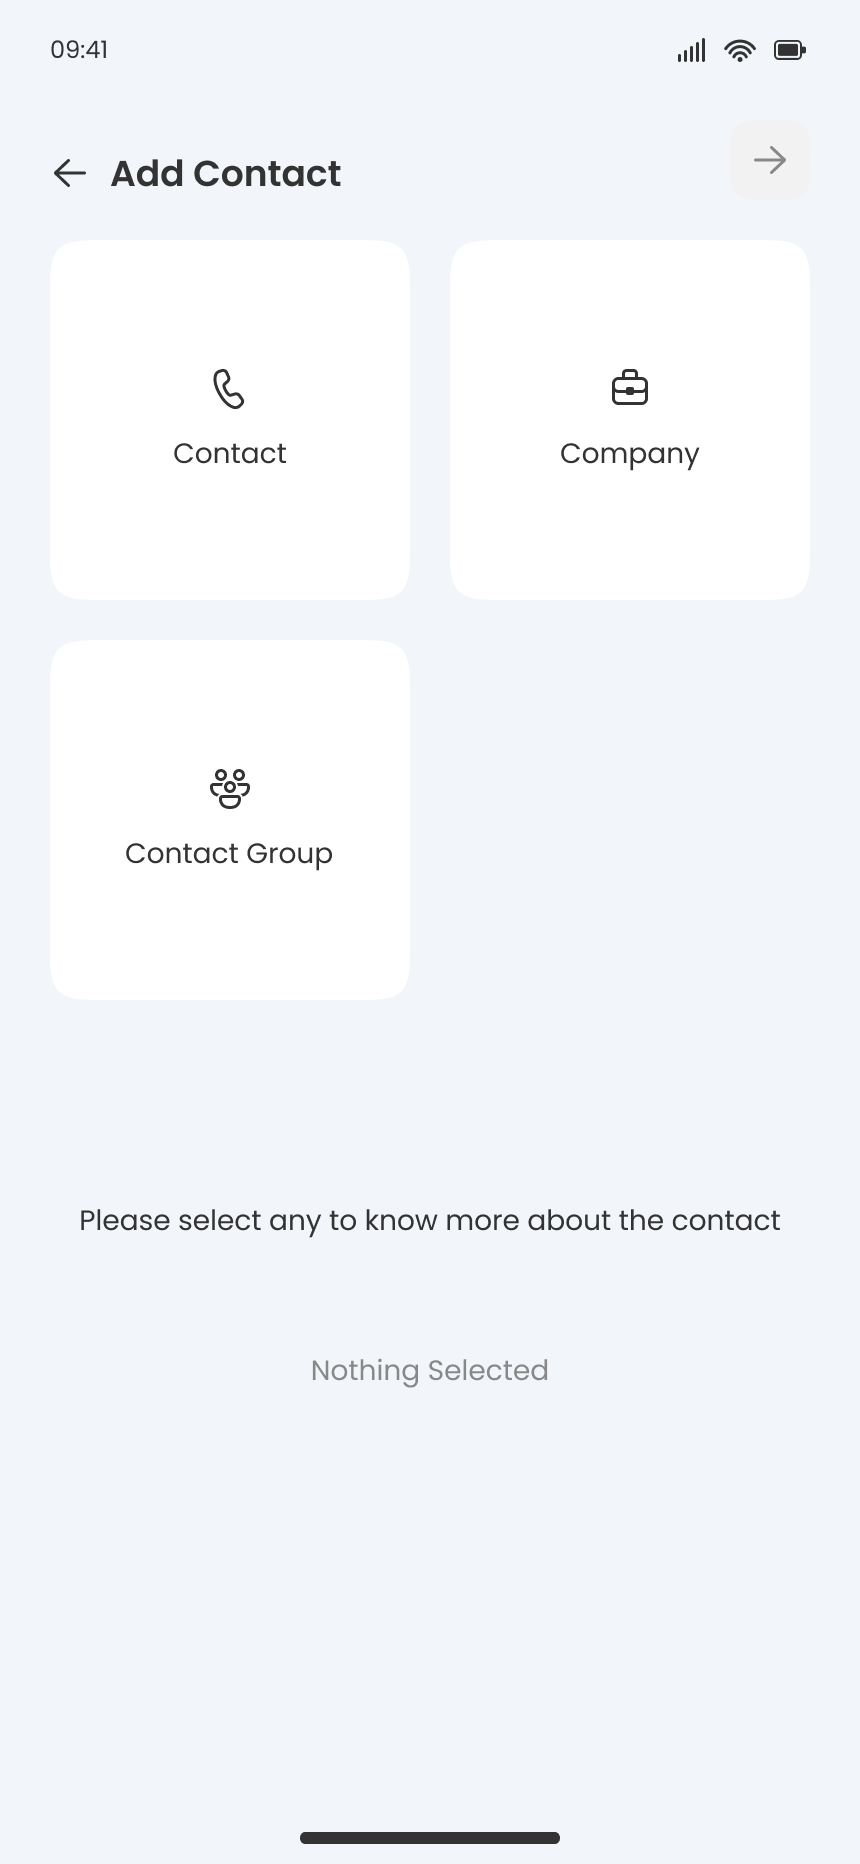 09:41
Add Contact
Contact
Company
Contact Group
Please select any to know more about the contact
Nothing Selected